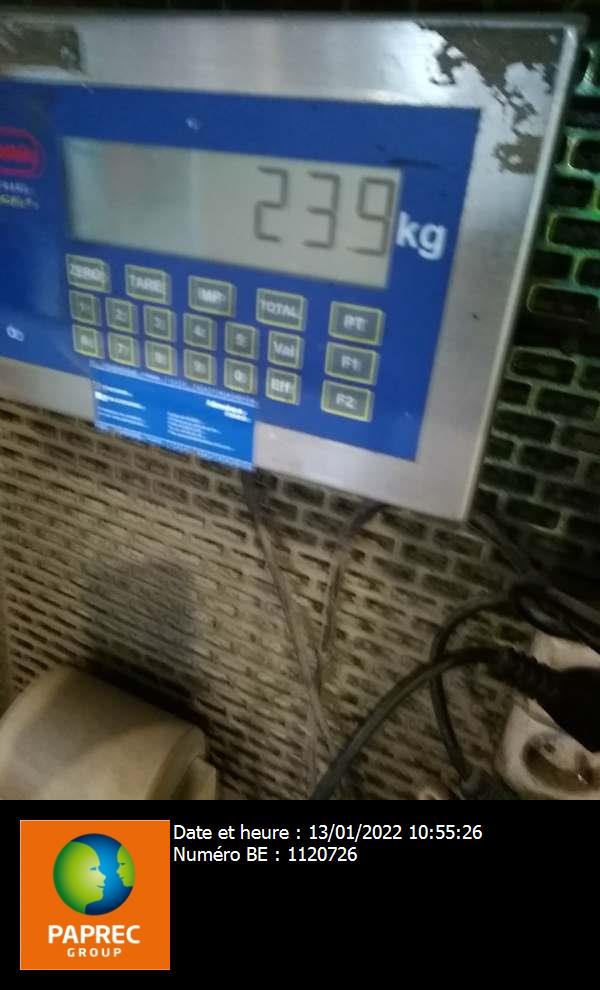 239
kg
ZERO TARE IMP TOTAL PT
1 2 3 4 5 Val F1
6 7 8 9 0 Eff F2
Date et heure : 13/01/2022 10:55:26
Numéro BE : 1120726
PAPREC
GROUP